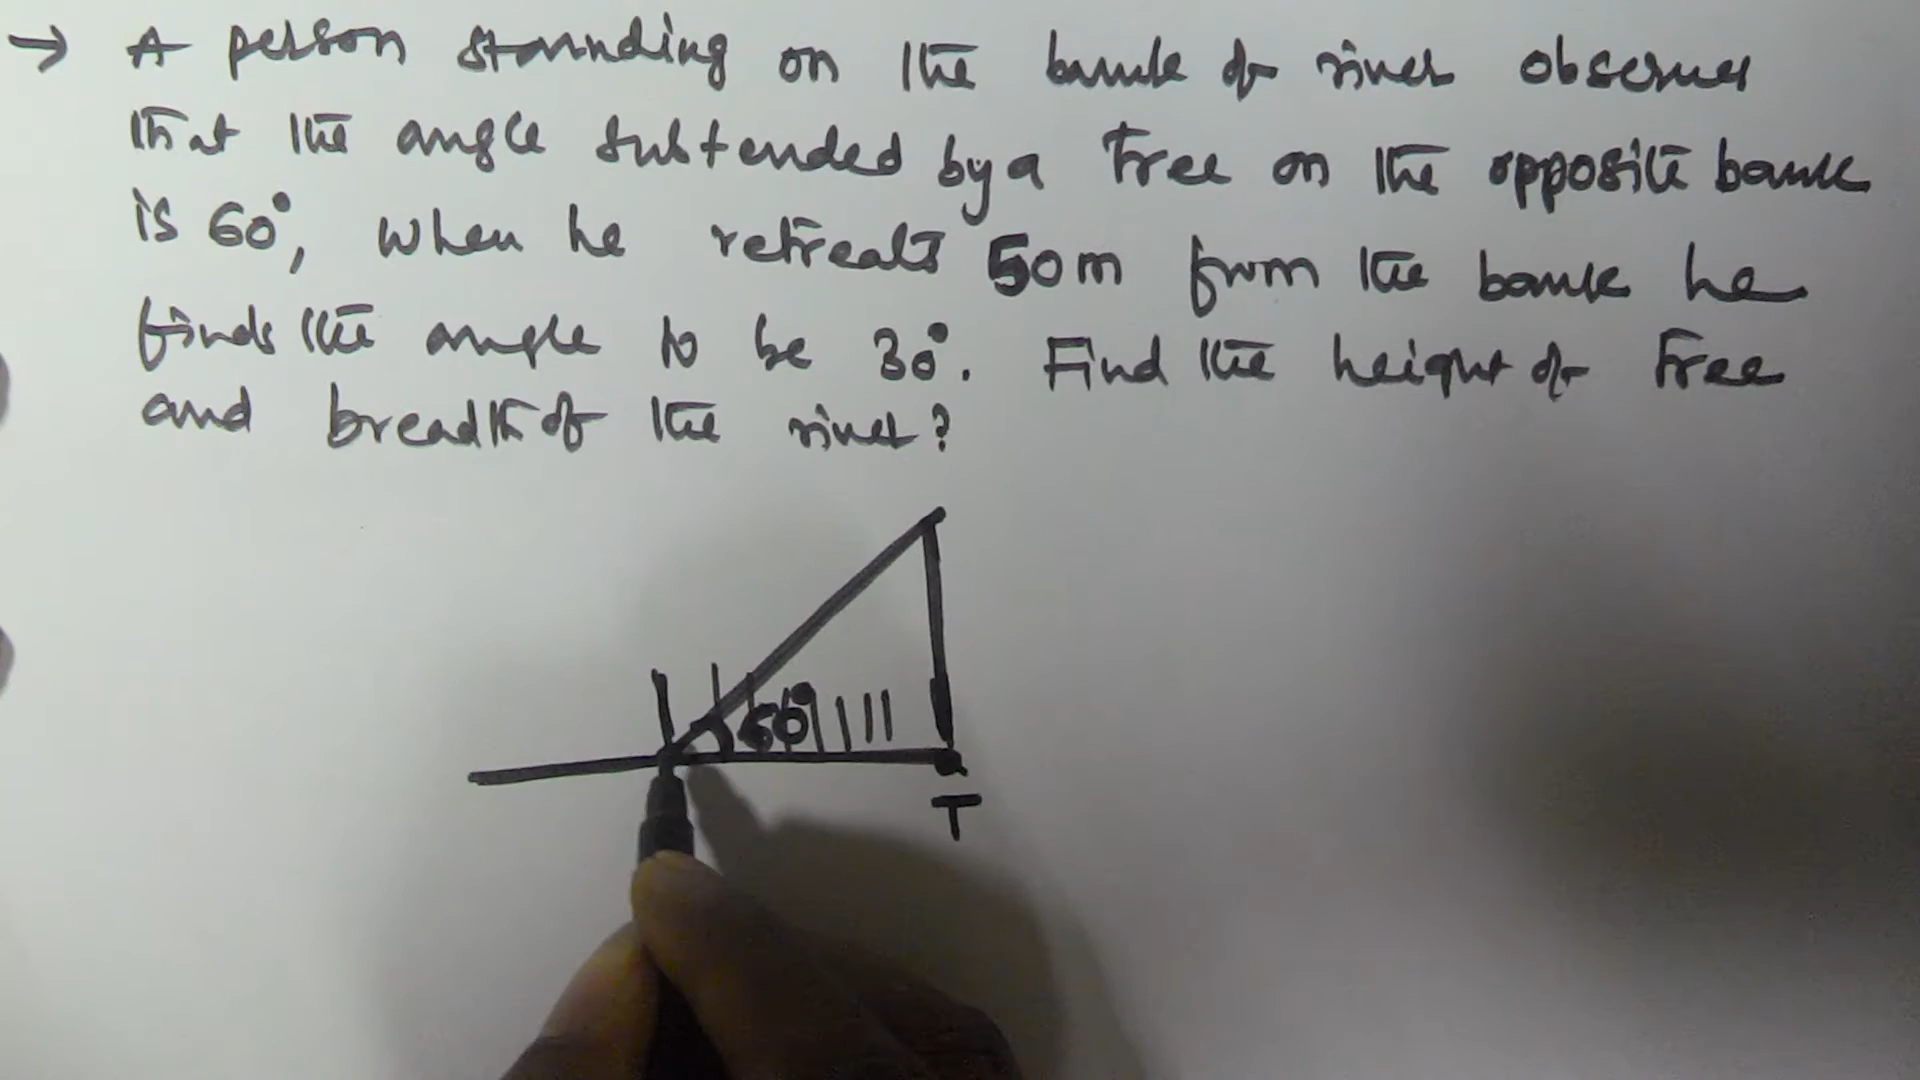 → A person stannding on the bank of river observes
that the angle subtended by a Tree on the opposite bank
is 60°, when he retreats 50m from the bank he
finds the angle to be 30°. Find the height of Tree
and breadth of the river?
60°
T